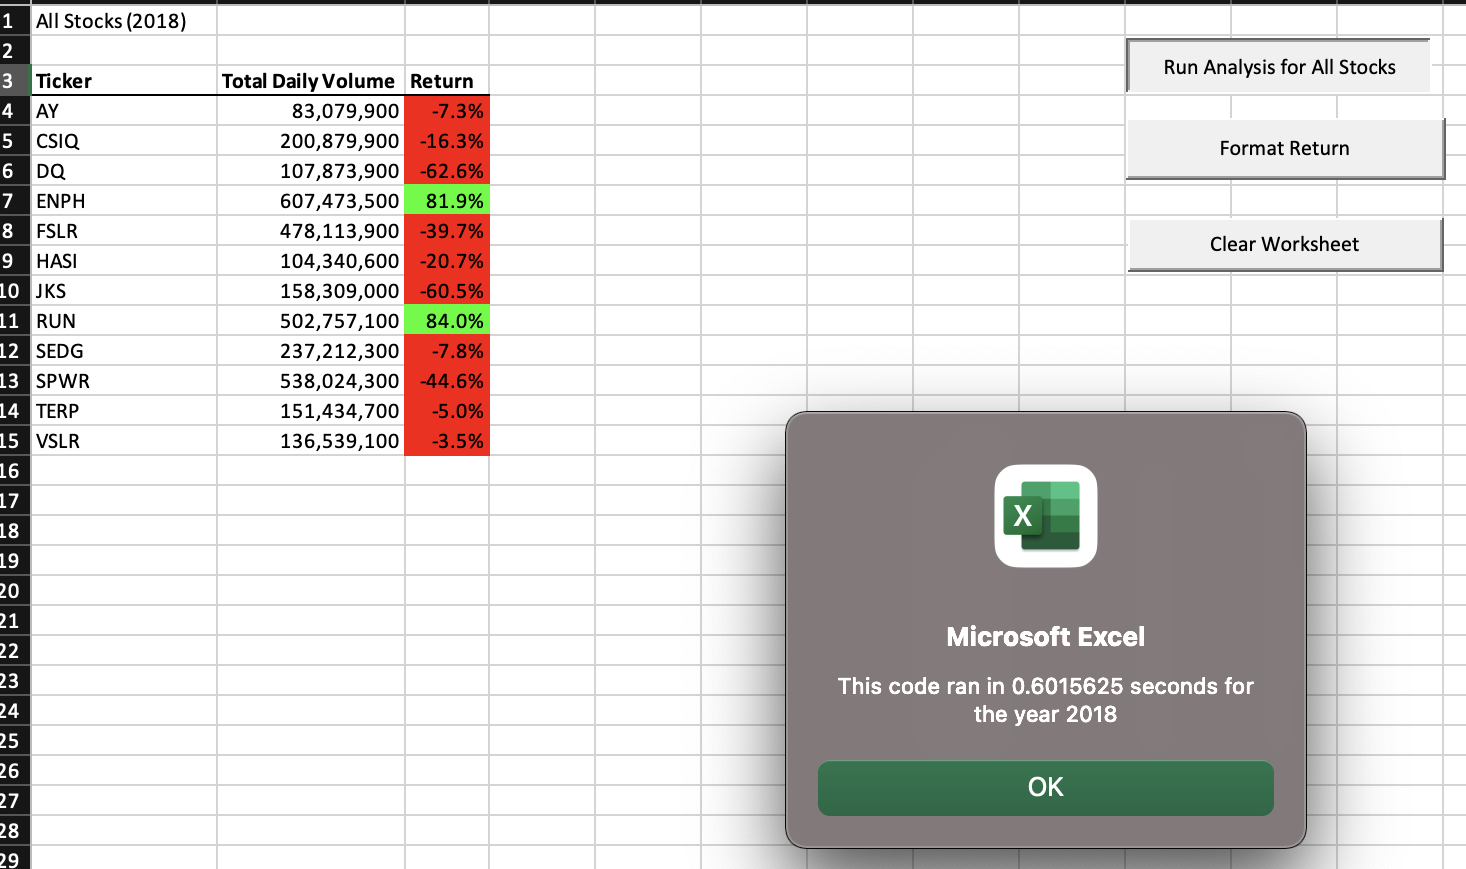 1 All Stocks (2018)
2
3 Ticker Total Daily Volume Return
4 AY 83,079,900 -7.3%
5 CSIQ 200,879,900 -16.3%
6 DQ 107,873,900 -62.6%
7 ENPH 607,473,500 81.9%
8 FSLR 478,113,900 -39.7%
9 HASI 104,340,600 -20.7%
10 JKS 158,309,000 -60.5%
11 RUN 502,757,100 84.0%
12 SEDG 237,212,300 -7.8%
13 SPWR 538,024,300 -44.6%
14 TERP 151,434,700 -5.0%
15 VSLR 136,539,100 -3.5%
16
17
18
19
20
21
22
23
24
25
26
27
28
29
Run Analysis for All Stocks
Format Return
Clear Worksheet
X
Microsoft Excel
This code ran in 0.6015625 seconds for
the year 2018
OK